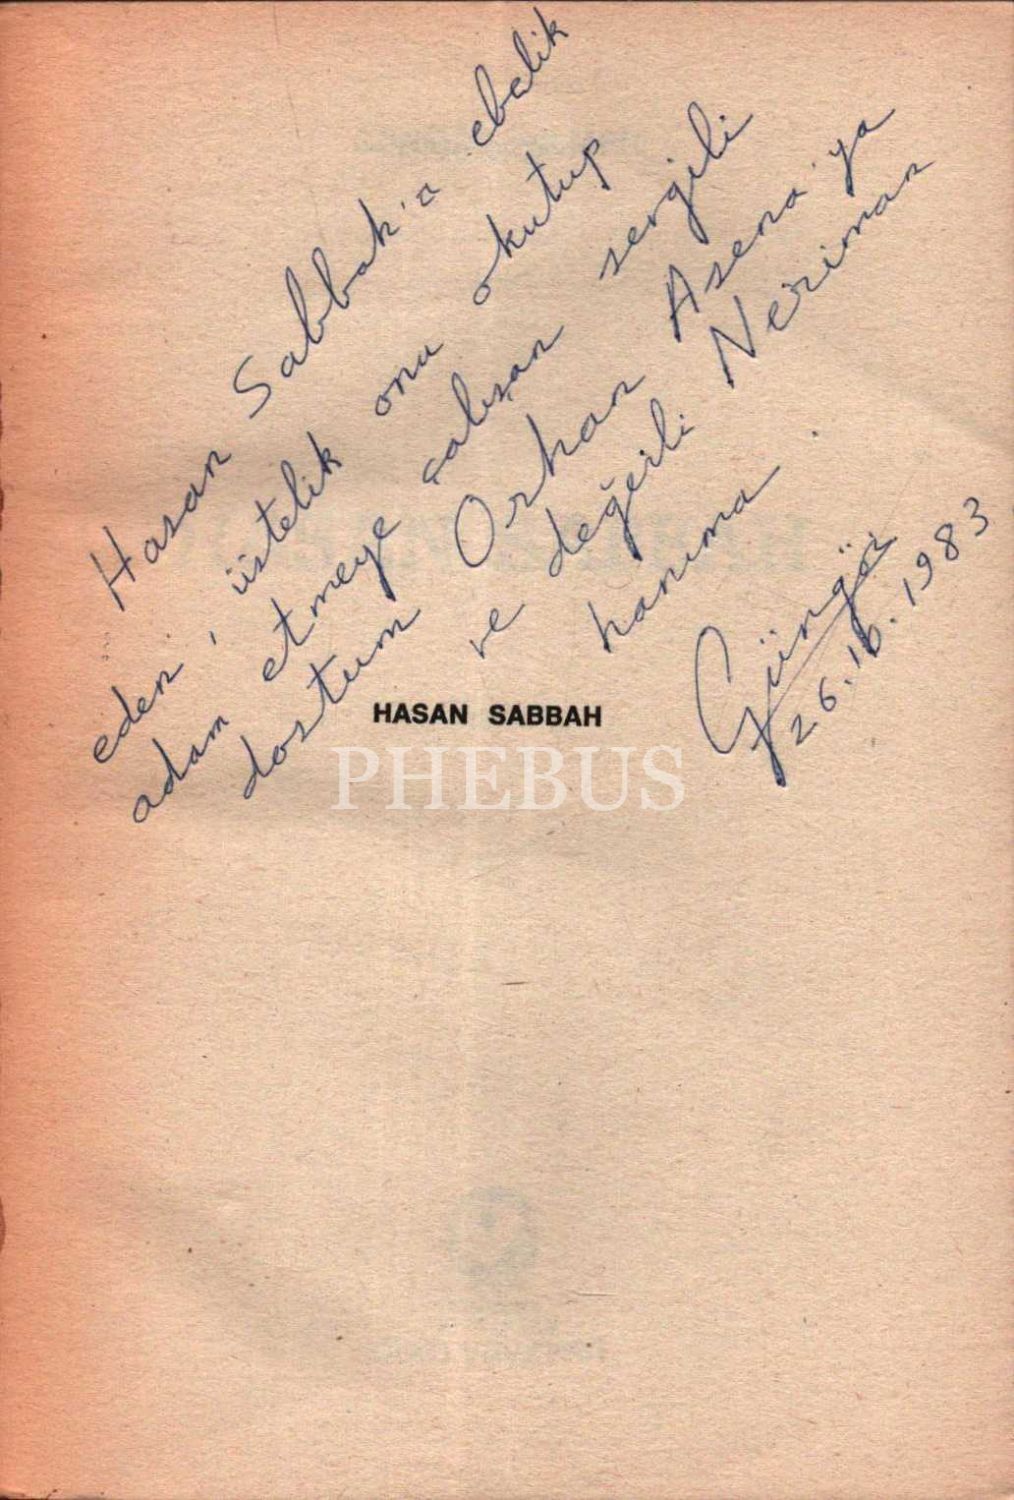 Hasan Sabbah'a ebelik
eden, üstelik onu okutup
adam etmeye çalışan sevgili
dostum Orhan Asena'ya
ve değerli Neriman
hanıma.
Güngör
26.10.1983
HASAN SABBAH
PHEBUS